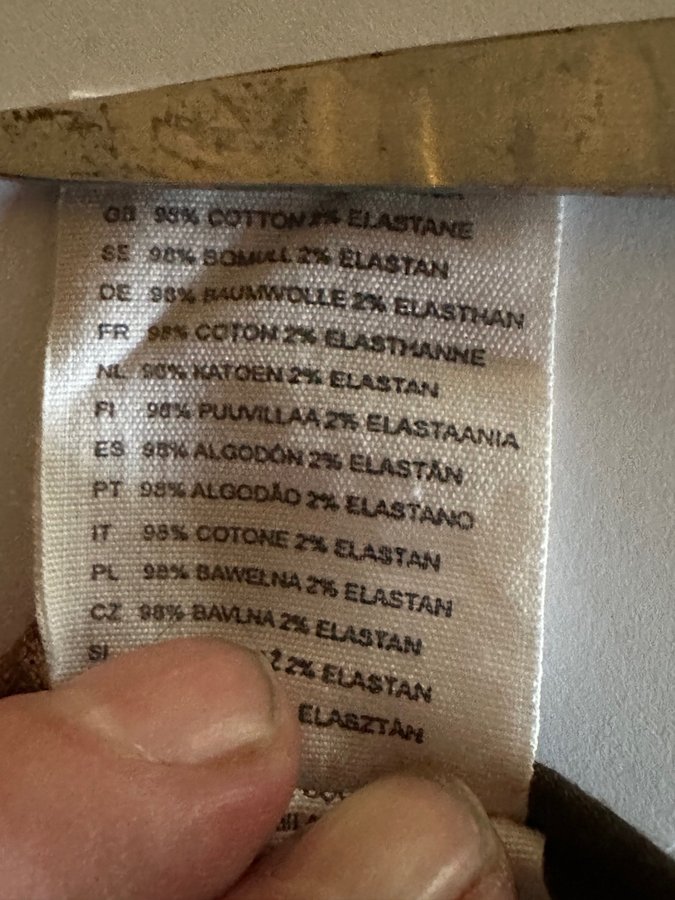 GB 98% COTTON 2% ELASTANE
SE 98% BOMULL 2% ELASTAN
DE 98% BAUMWOLLE 2% ELASTHAN
FR 98% COTON 2% ELASTHANNE
NL 98% KATOEN 2% ELASTAN
FI 98% PUUVILLAA 2% ELASTAANIA
ES 98% ALGODÓN 2% ELASTÁN
PT 98% ALGODÃO 2% ELASTANO
IT 98% COTONE 2% ELASTAN
PL 98% BAWEŁNA 2% ELASTAN
CZ 98% BAVLNA 2% ELASTAN
SI 2% ELASTAN
ELASZTÁN